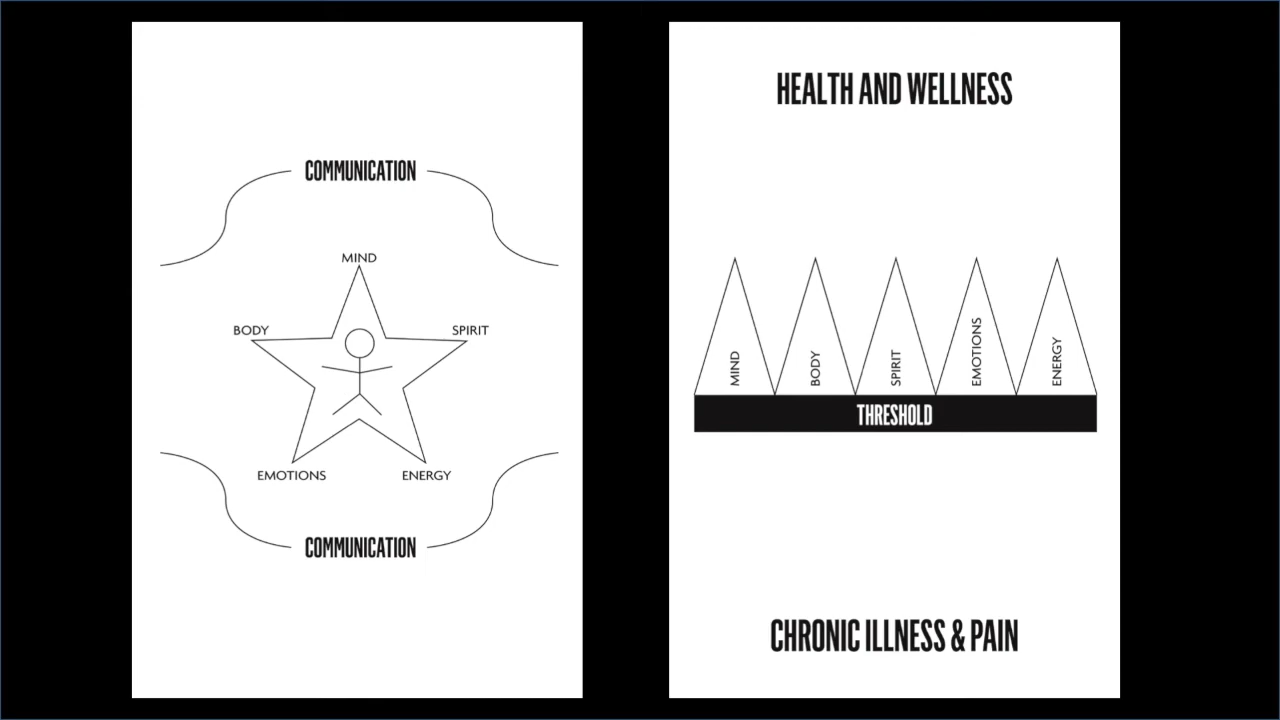 COMMUNICATION
MIND
BODY
SPIRIT
EMOTIONS
ENERGY
COMMUNICATION
HEALTH AND WELLNESS
MIND
BODY
SPIRIT
EMOTIONS
ENERGY
THRESHOLD
CHRONIC ILLNESS & PAIN